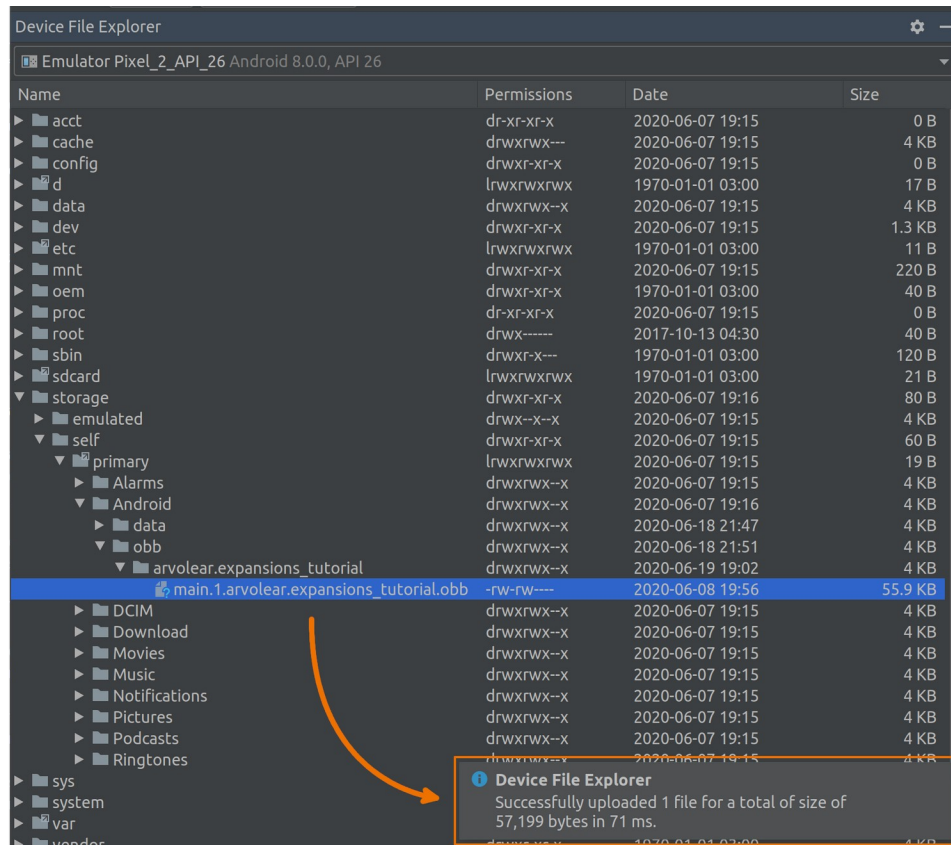 Device File Explorer
Emulator Pixel_2_API_26 Android 8.0.0, API 26
Name Permissions Date Size
acct dr-xr-xr-x 2020-06-07 19:15 0 B
cache drwxrwx--- 2020-06-07 19:15 4 KB
config drwxr-xr-x 2020-06-07 19:15 0 B
d lrwxrwxrwx 1970-01-01 03:00 17 B
data drwxrwx--x 2020-06-07 19:15 4 KB
dev drwxr-xr-x 2020-06-07 19:15 1.3 KB
etc lrwxrwxrwx 1970-01-01 03:00 11 B
mnt drwxr-xr-x 2020-06-07 19:15 220 B
oem drwxr-xr-x 1970-01-01 03:00 40 B
proc dr-xr-xr-x 2020-06-07 19:15 0 B
root drwx------ 2017-10-13 04:30 40 B
sbin drwxr-x--- 1970-01-01 03:00 120 B
sdcard lrwxrwxrwx 1970-01-01 03:00 21 B
storage drwxr-xr-x 2020-06-07 19:16 80 B
emulated drwx--x--x 2020-06-07 19:15 4 KB
self drwxr-xr-x 2020-06-07 19:15 60 B
primary lrwxrwxrwx 2020-06-07 19:15 19 B
Alarms drwxrwx--x 2020-06-07 19:15 4 KB
Android drwxrwx--x 2020-06-07 19:16 4 KB
data drwxrwx--x 2020-06-18 21:47 4 KB
obb drwxrwx--x 2020-06-18 21:51 4 KB
arvolear.expansions_tutorial drwxrwx--x 2020-06-19 19:02 4 KB
main.1.arvolear.expansions_tutorial.obb -rw-rw---- 2020-06-08 19:56 55.9 KB
DCIM drwxrwx--x 2020-06-07 19:15 4 KB
Download drwxrwx--x 2020-06-07 19:15 4 KB
Movies drwxrwx--x 2020-06-07 19:15 4 KB
Music drwxrwx--x 2020-06-07 19:15 4 KB
Notifications drwxrwx--x 2020-06-07 19:15 4 KB
Pictures drwxrwx--x 2020-06-07 19:15 4 KB
Podcasts drwxrwx--x 2020-06-07 19:15 4 KB
Ringtones drwxrwx--x 2020-06-07 19:15 4 KB
sys
system
var
vendor
Device File Explorer
Successfully uploaded 1 file for a total of size of
57,199 bytes in 71 ms.